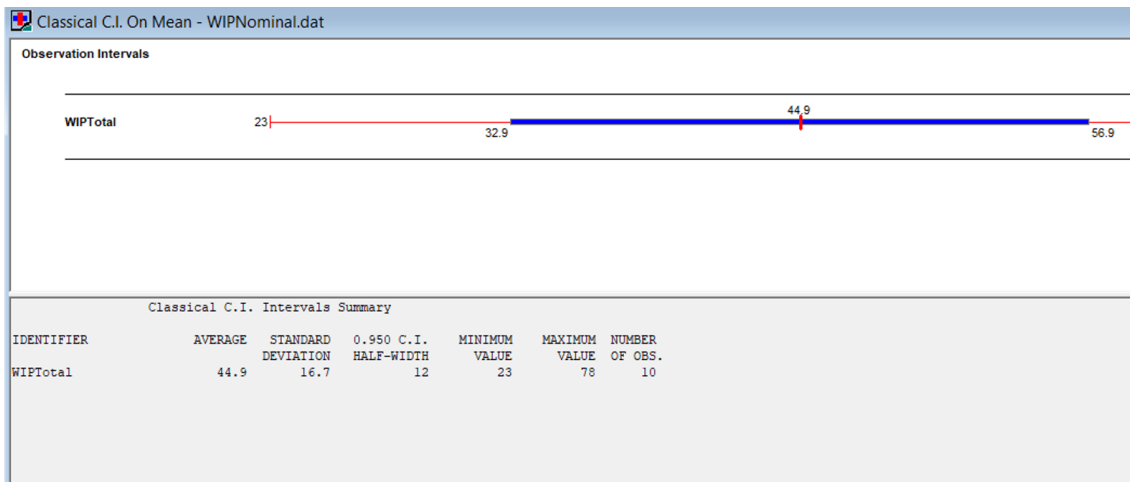 Classical C.I. On Mean - WIPNominal.dat
Observation Intervals
44.9
WIPTotal 23
32.9 56.9
Classical C.I. Intervals Summary
IDENTIFIER AVERAGE STANDARD 0.950 C.I. MINIMUM MAXIMUM NUMBER
DEVIATION HALF-WIDTH VALUE VALUE OF OBS.
WIPTotal 44.9 16.7 12 23 78 10